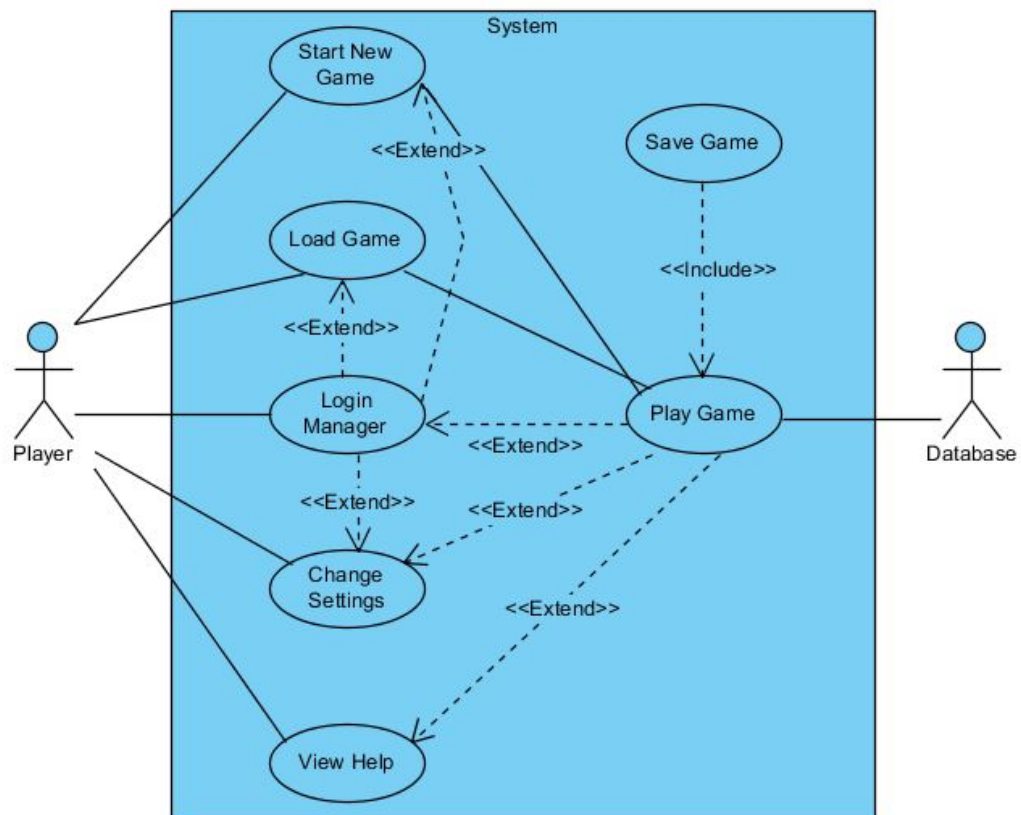 System
Start New
Game
<<Extend>>
Save Game
Load Game
<<Include>>
<<Extend>>
Login
Manager
Play Game
<<Extend>>
Player
Database
<<Extend>>
<<Extend>>
Change
Settings
<<Extend>>
View Help